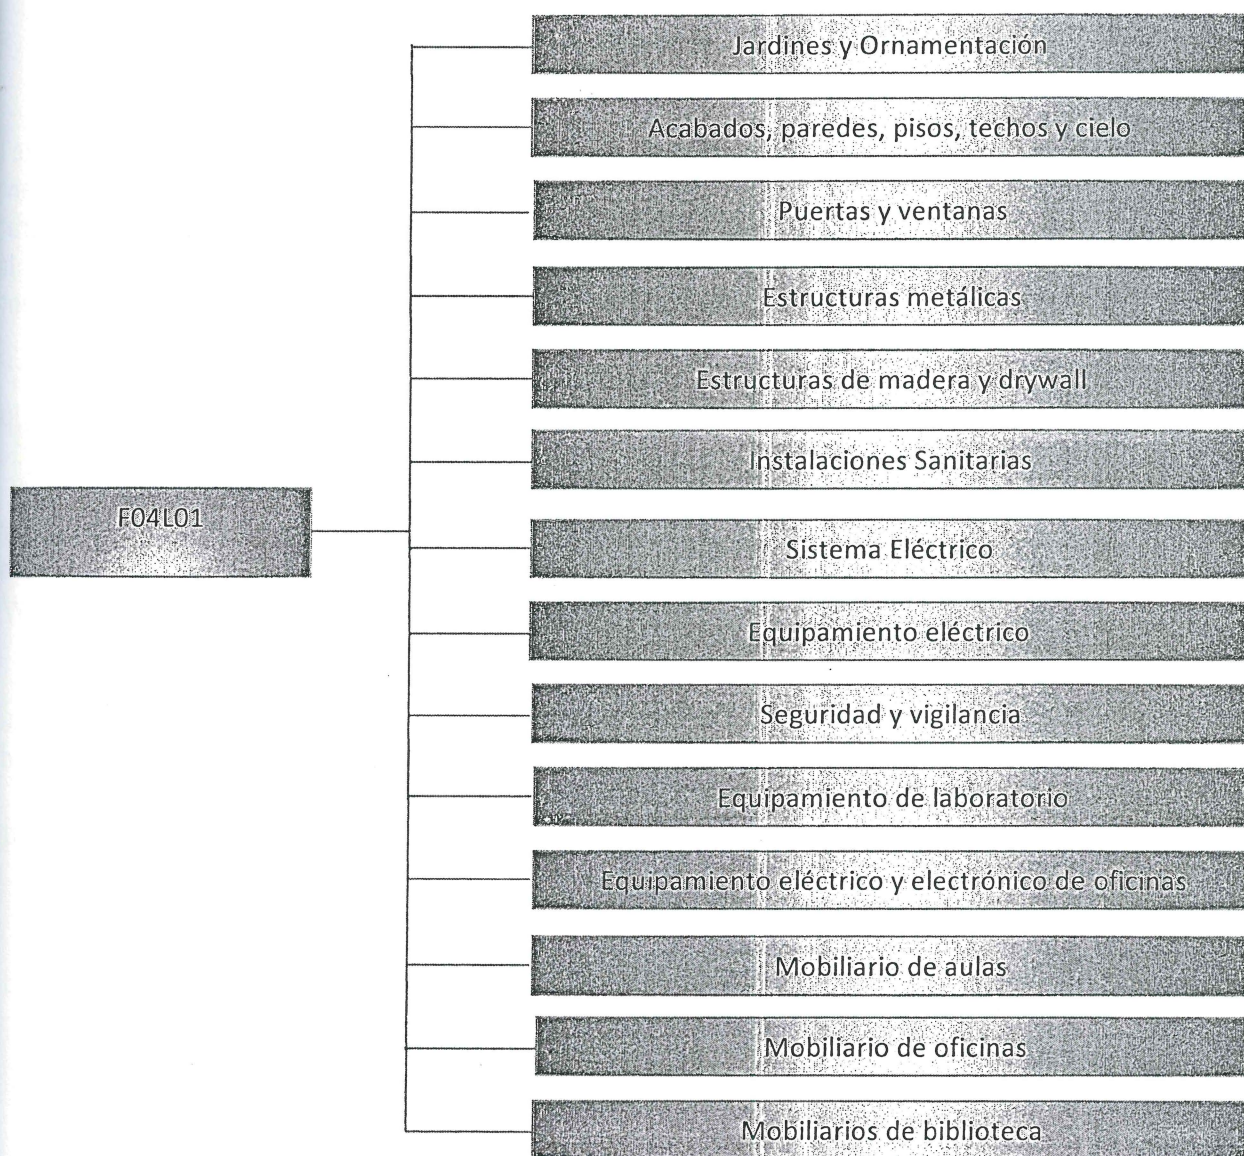 Jardines y Ornamentación
Acabados, paredes, pisos, techos y cielo
Puertas y ventanas
Estructuras metálicas
Estructuras de madera y drywall
Instalaciones Sanitarias
F04L01
Sistema Eléctrico
Equipamiento eléctrico
Seguridad y vigilancia
Equipamiento de laboratorio
Equipamiento eléctrico y electrónico de oficinas
Mobiliario de aulas
Mobiliario de oficinas
Mobiliarios de biblioteca